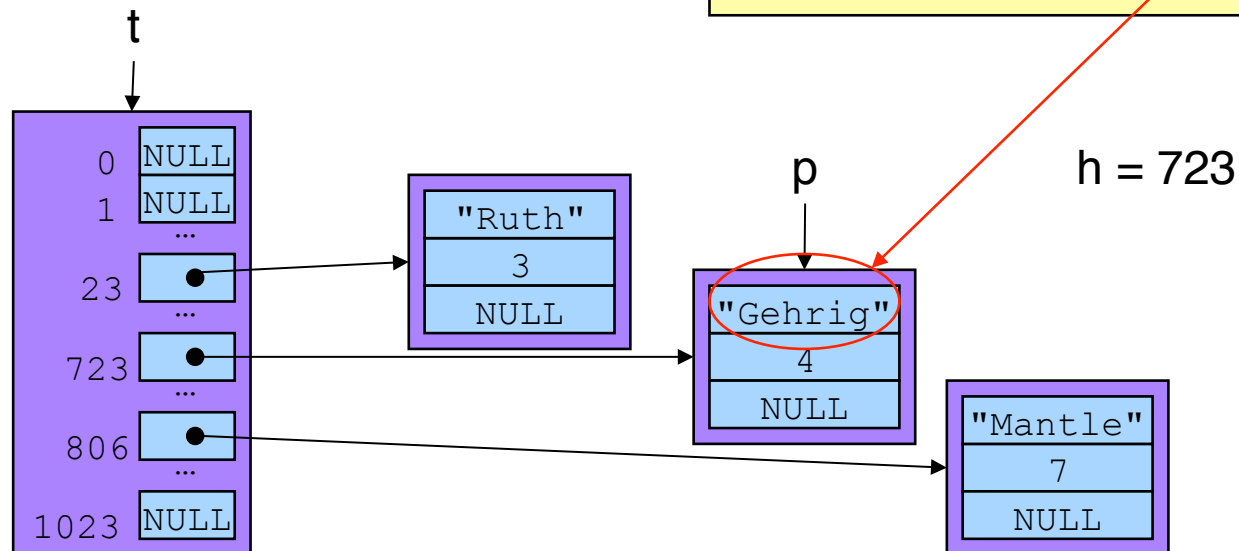 t
0 NULL
1 NULL
...
23
...
723
...
806
...
1023 NULL
"Ruth"
3
NULL
p
"Gehrig"
4
NULL
h = 723
"Mantle"
7
NULL